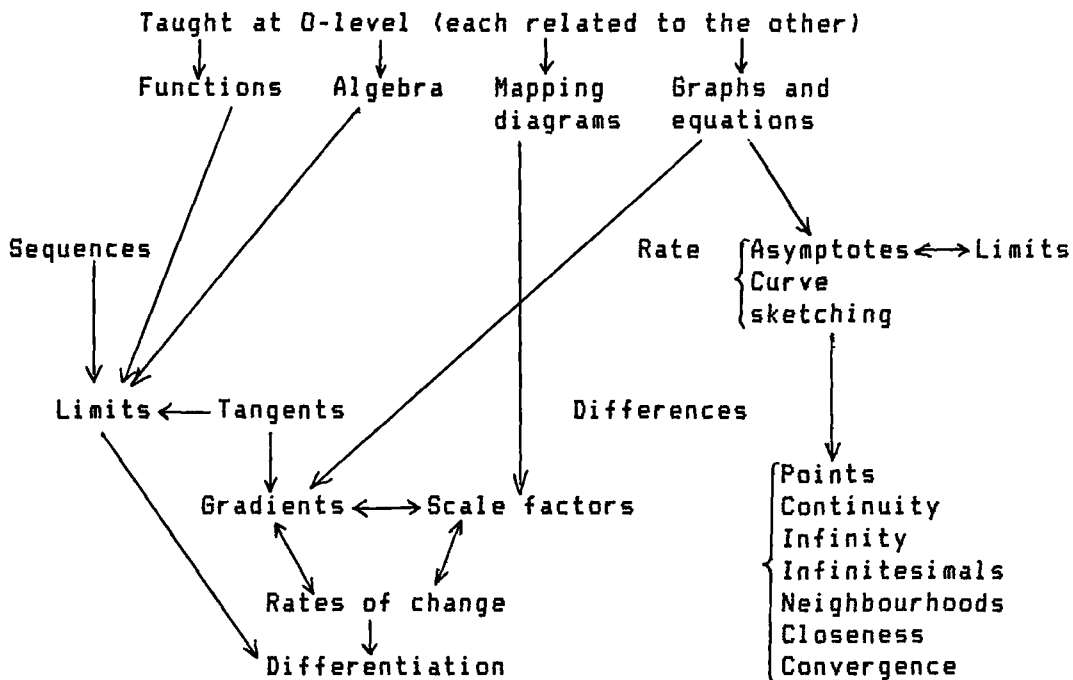 Taught at O-level (each related to the other)
Functions Algebra Mapping diagrams Graphs and equations
Sequences
Rate Asymptotes Limits
Curve
sketching
Limits Tangents Differences
Gradients Scale factors
Rates of change
Differentiation
Points
Continuity
Infinity
Infinitesimals
Neighbourhoods
Closeness
Convergence